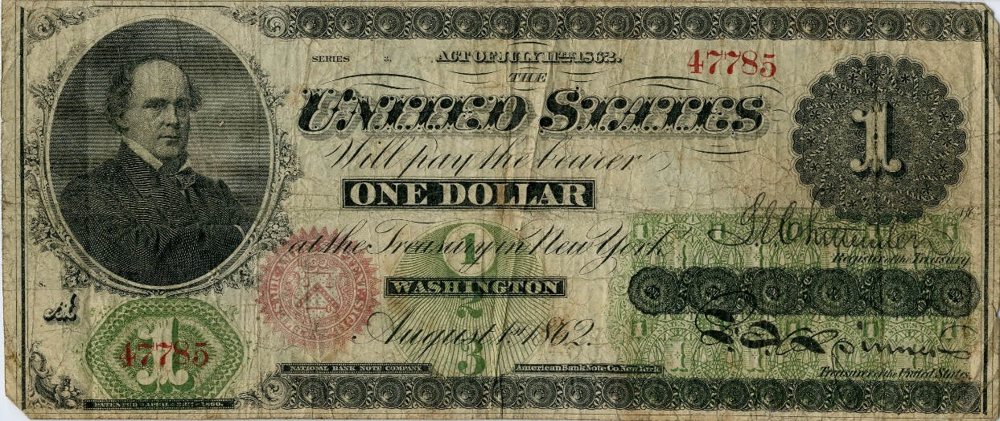 SERIES 3. ACT OF JULY 11TH 1862.
47785
THE
UNITED STATES
1
Will pay the bearer
ONE DOLLAR
at the Treasury in New York.
S.E. Chittenden
Register of the Treasury
1
2
3
WASHINGTON
August 1st 1862.
47785
1
F.E. Spinner
Treasurer of the United States.
NATIONAL BANK NOTE COMPANY
American Bank Note Co. New York
PATENTED APRIL 23RD 1860.